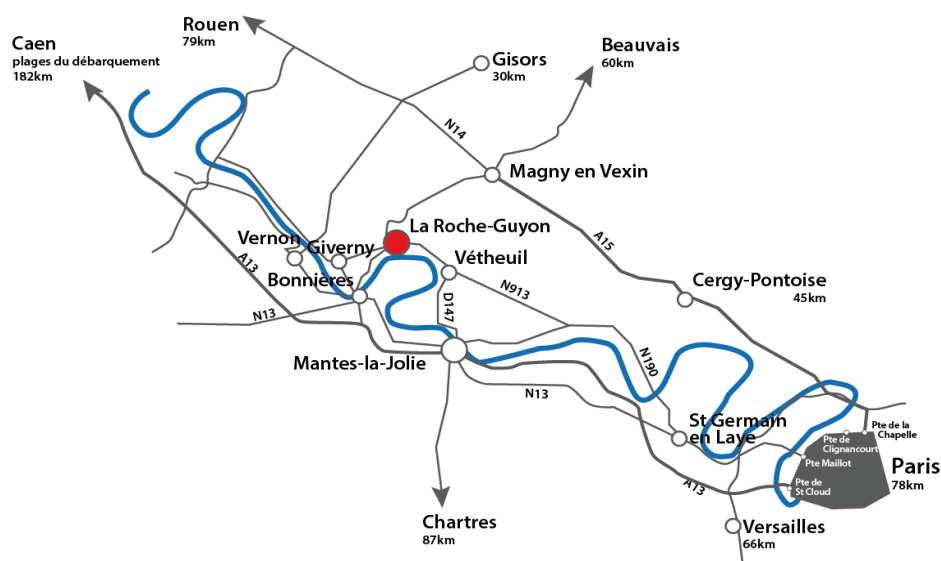 Rouen
79km
Caen
plages du débarquement
182km
Gisors
30km
Beauvais
60km
N14
Magny en Vexin
La Roche-Guyon
A15
Vernon
Giverny
Vétheuil
A13
Bonnières
Cergy-Pontoise
45km
N913
D147
N13
Mantes-la-Jolie
N190
N13
St Germain
en Laye
Pte de la
Chapelle
Pte de
Clignancourt
Pte Maillot
Paris
78km
Pte de
St Cloud
A13
Chartres
87km
Versailles
66km